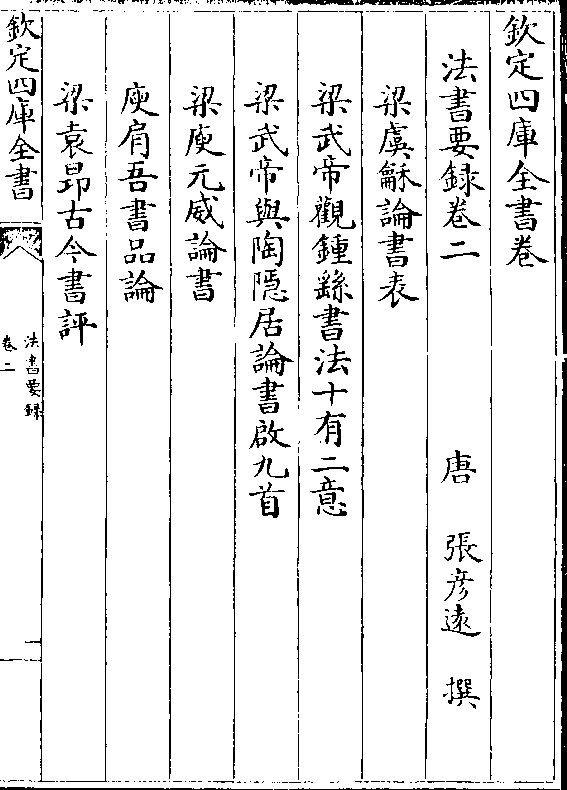 欽定四庫全書卷
法書要録卷二
唐 張彦遠 撰
梁虞龢論書表
梁武帝觀鍾繇書法十有二意
梁武帝與陶隱居論書啟九首
梁庾元威論書
庾肩吾書品論
梁袁昂古今書評
欽定四庫全書
法書要録
卷二
一